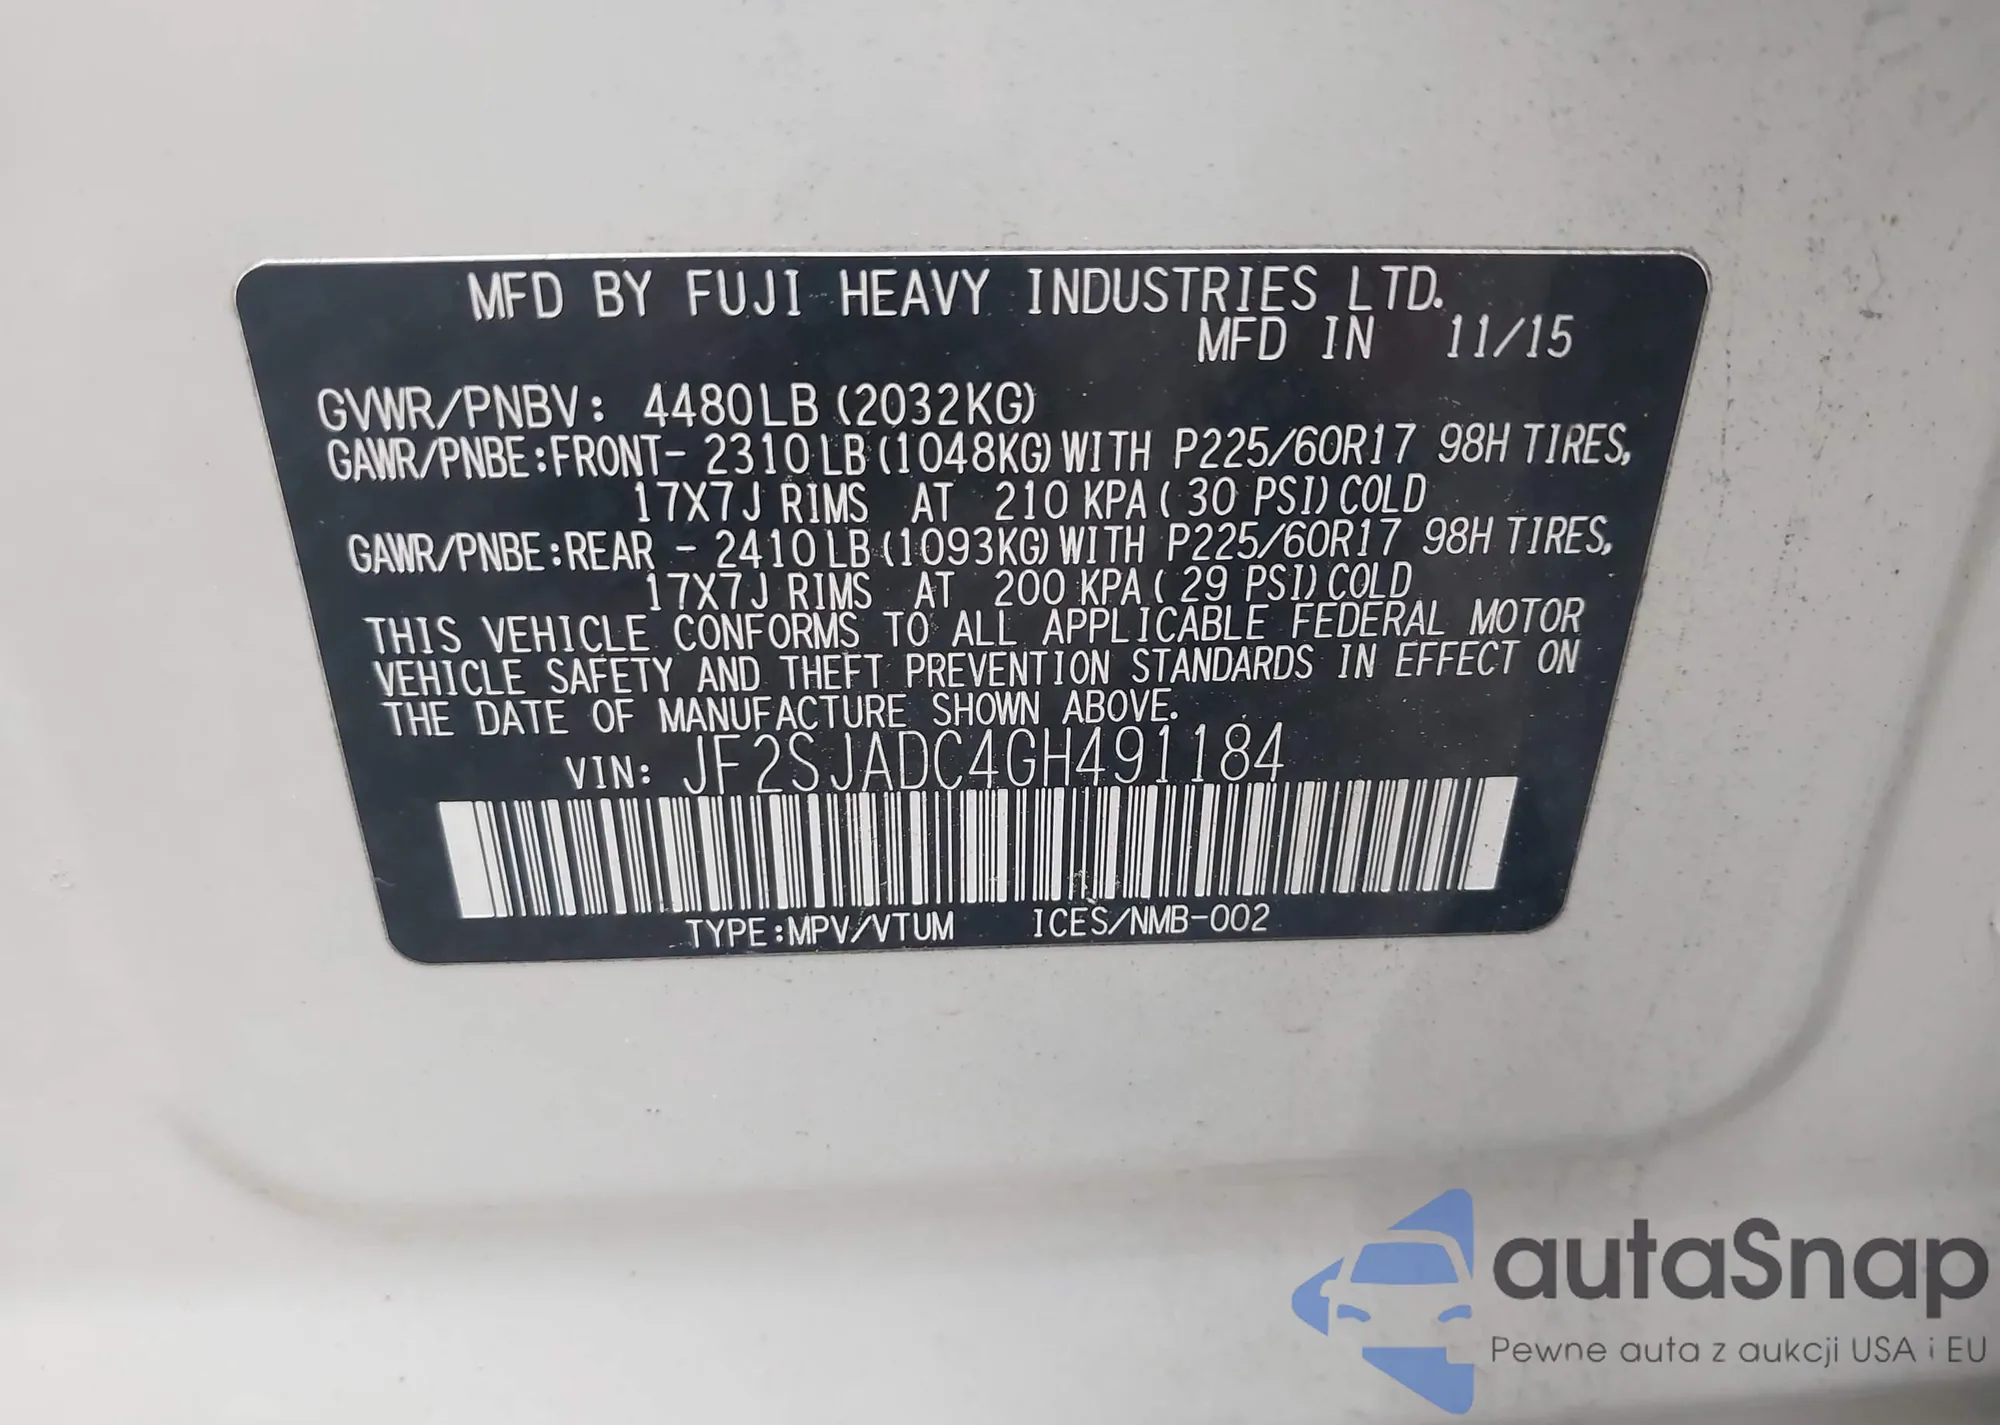 MFD BY FUJI HEAVY INDUSTRIES LTD.
MFD IN 11/15
GVWR/PNBV: 4480LB (2032KG)
GAWR/PNBE:FRONT- 2310LB (1048KG) WITH P225/60R17 98H TIRES,
17X7J RIMS AT 210 KPA ( 30 PSI) COLD
GAWR/PNBE:REAR - 2410LB (1093KG) WITH P225/60R17 98H TIRES,
17X7J RIMS AT 200 KPA ( 29 PSI) COLD
THIS VEHICLE CONFORMS TO ALL APPLICABLE FEDERAL MOTOR
VEHICLE SAFETY AND THEFT PREVENTION STANDARDS IN EFFECT ON
THE DATE OF MANUFACTURE SHOWN ABOVE.
VIN: JF2SJADC4GH491184
TYPE:MPV/VTUM ICES/NMB-002
autaSnap
Pewne auta z aukcji USA i EU